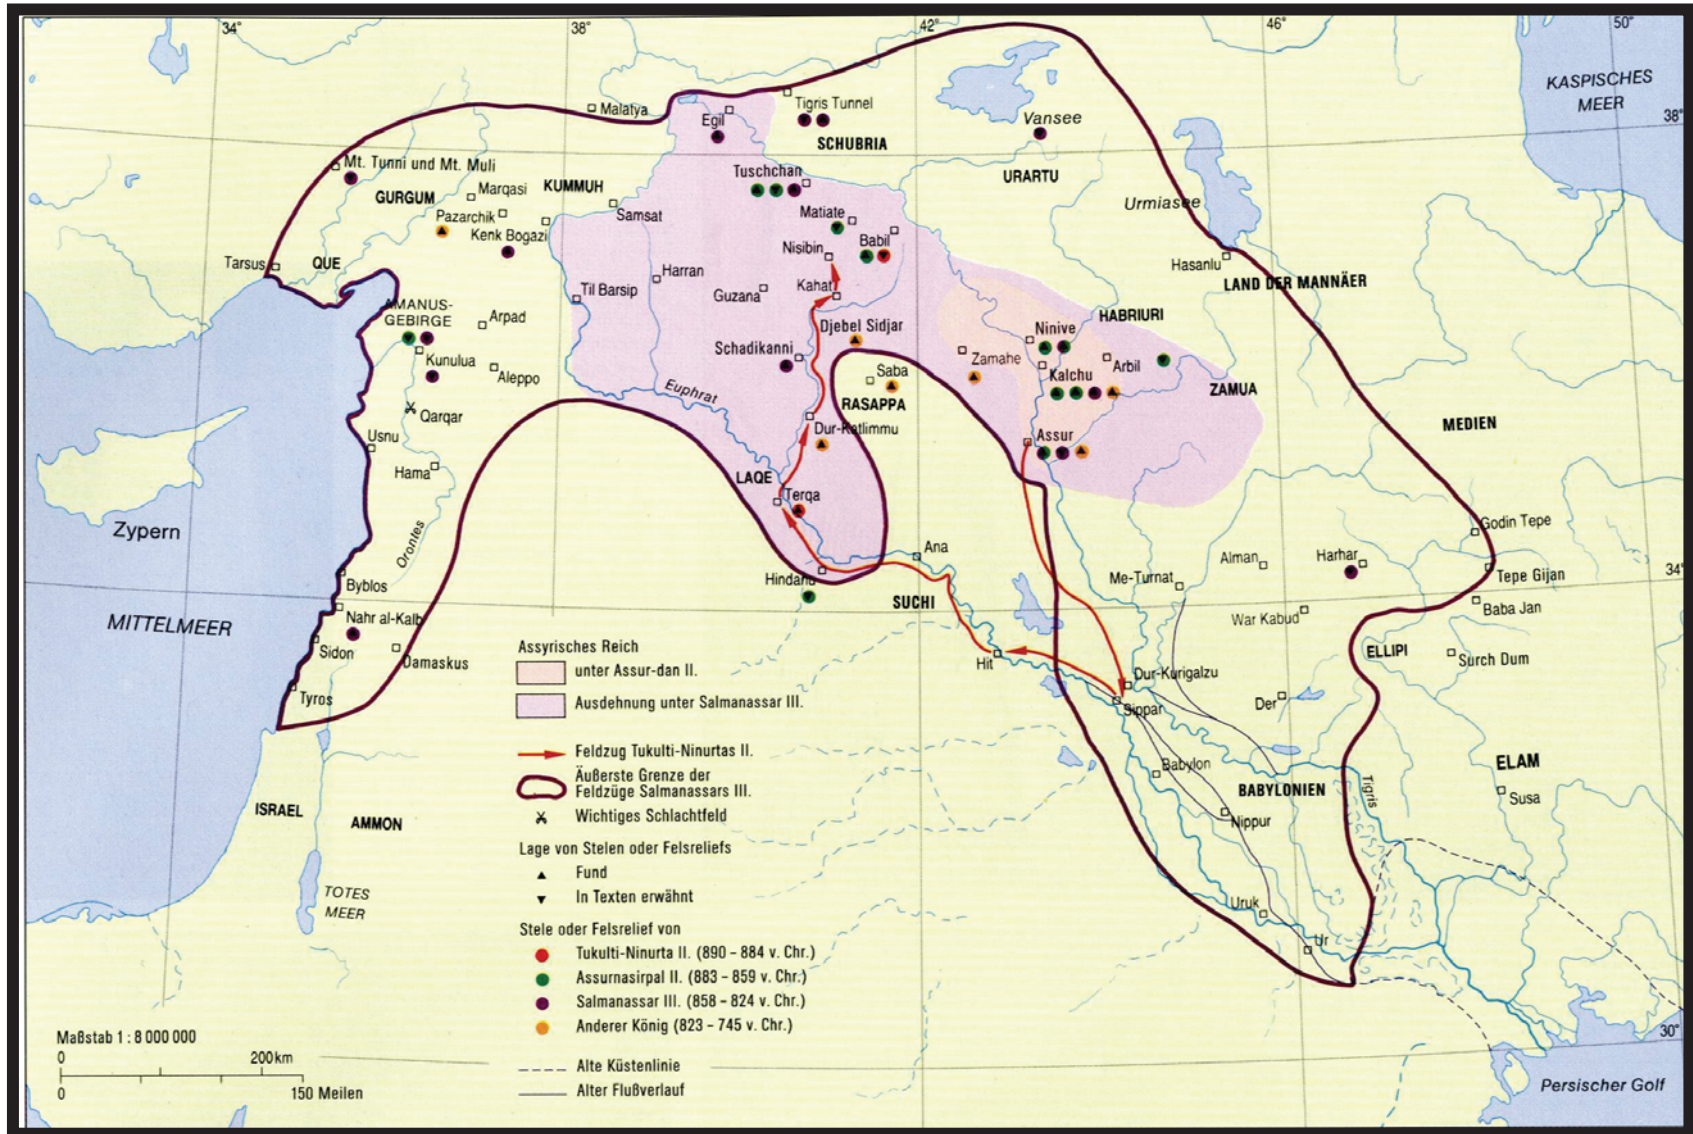 34°
38°
42°
46°
50°
KASPISCHES
MEER
38°
Malatya
Egil
Tigris Tunnel
SCHUBRIA
Vansee
URARTU
Mt. Tunni und Mt. Muli
GURGUM
Marqasi
KUMMUH
Tuschchan
Pazarchik
Kenk Bogazi
Samsat
Matiate
Urmiasee
Tarsus
QUE
Nisibin
Babil
Hasanlu
Harran
Til Barsip
Guzana
Kahat
LAND DER MANNÄER
AMANUS-
GEBIRGE
Arpad
Djebel Sidjar
HABRIURI
Ninive
Kunulua
Schadikanni
Zamahe
Arbil
Aleppo
Saba
Kalchu
ZAMUA
Euphrat
RASAPPA
Qarqar
Usnu
Dur-Katlimmu
Assur
MEDIEN
Hama
LAQE
Terqa
Zypern
Orontes
Godin Tepe
Ana
Alman
Harhar
Byblos
Hindanu
Me-Turnat
Tepe Gijan
34°
SUCHI
War Kabud
Baba Jan
MITTELMEER
Nahr al-Kalb
Sidon
Damaskus
Hit
ELLIPI
Surch Dum
Tyros
Dur-Kurigalzu
Sippar
Der
Babylon
BABYLONIEN
Tigris
ELAM
Susa
ISRAEL
AMMON
Nippur
TOTES
MEER
Uruk
Ur
30°
Persischer Golf
Assyrisches Reich
unter Assur-dan II.
Ausdehnung unter Salmanassar III.
Feldzug Tukulti-Ninurtas II.
Äußerste Grenze der
Feldzüge Salmanassars III.
Wichtiges Schlachtfeld
Lage von Stelen oder Felsreliefs
Fund
In Texten erwähnt
Stele oder Felsrelief von
Tukulti-Ninurta II. (890 – 884 v. Chr.)
Assurnasirpal II. (883 – 859 v. Chr.)
Salmanassar III. (858 – 824 v. Chr.)
Anderer König (823 – 745 v. Chr.)
Alte Küstenlinie
Alter Flußverlauf
Maßstab 1 : 8 000 000
0 200 km
0 150 Meilen